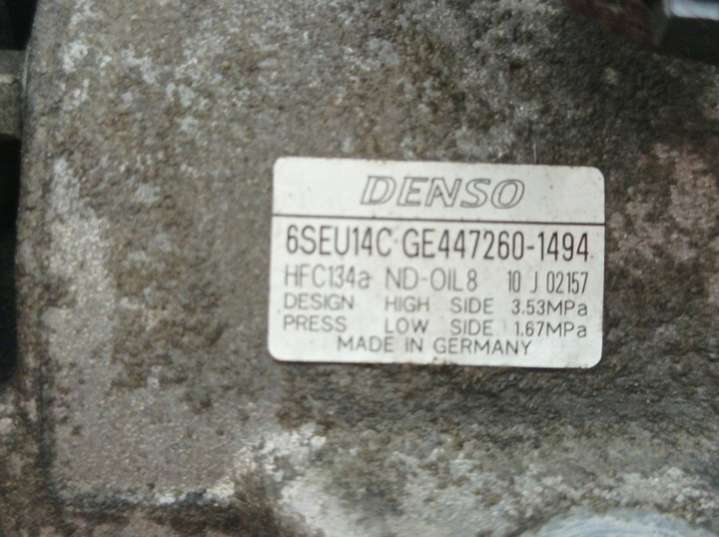 DENSO
6SEU14C GE447260-1494
HFC134a ND-OIL8 10 J 02157
DESIGN HIGH SIDE 3.53MPa
PRESS LOW SIDE 1.67MPa
MADE IN GERMANY